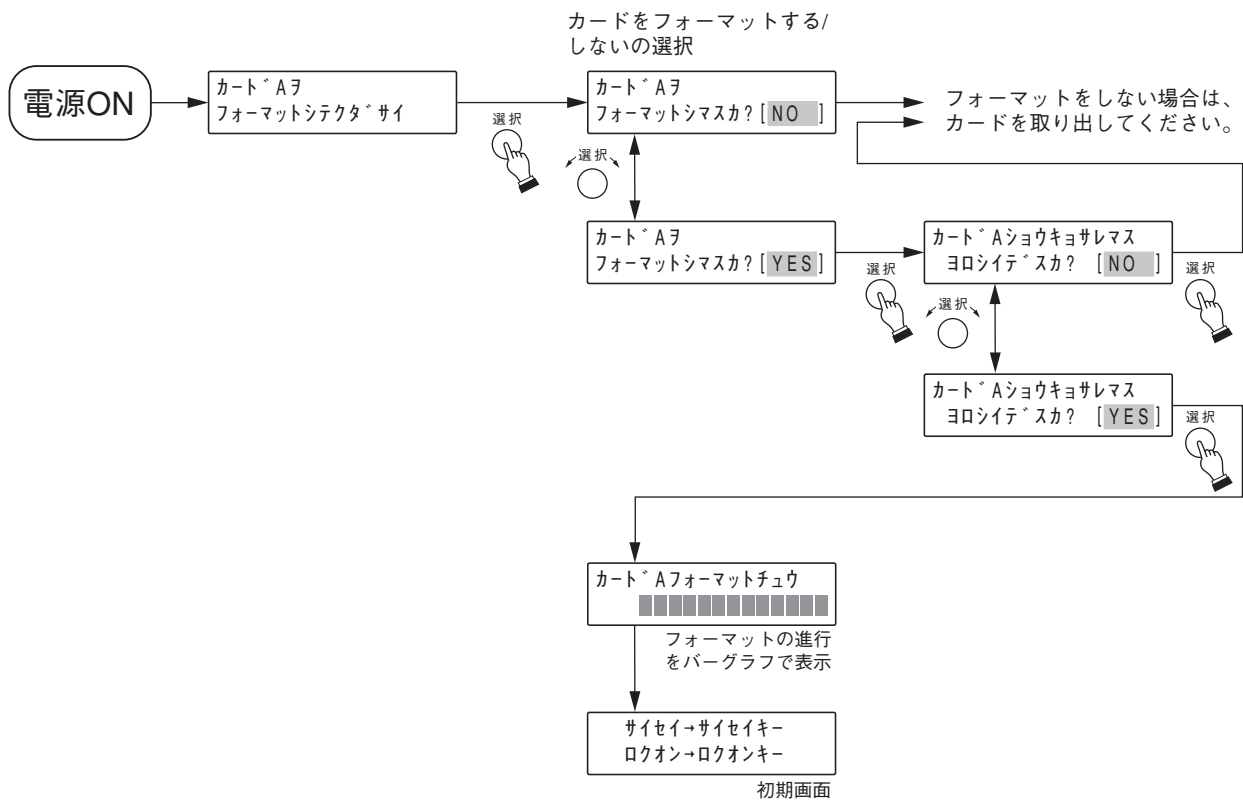 カードをフォーマットする/
しないの選択
電源ON
ｶｰﾄﾞAｦ
ﾌｫｰﾏｯﾄｼﾃｸﾀﾞｻｲ
選択
ｶｰﾄﾞAｦ
ﾌｫｰﾏｯﾄｼﾏｽｶ?[NO ]
フォーマットをしない場合は、
カードを取り出してください。
選択
ｶｰﾄﾞAｦ
ﾌｫｰﾏｯﾄｼﾏｽｶ?[YES]
選択
ｶｰﾄﾞAｼｮｳｷｮｻﾚﾏｽ
ﾖﾛｼｲﾃﾞｽｶ? [NO ]
選択
選択
ｶｰﾄﾞAｼｮｳｷｮｻﾚﾏｽ
ﾖﾛｼｲﾃﾞｽｶ? [YES]
選択
ｶｰﾄﾞAﾌｫｰﾏｯﾄﾁｭｳ
フォーマットの進行
をバーグラフで表示
ｻｲｾｲ→ｻｲｾｲｷｰ
ﾛｸｵﾝ→ﾛｸｵﾝｷｰ
初期画面